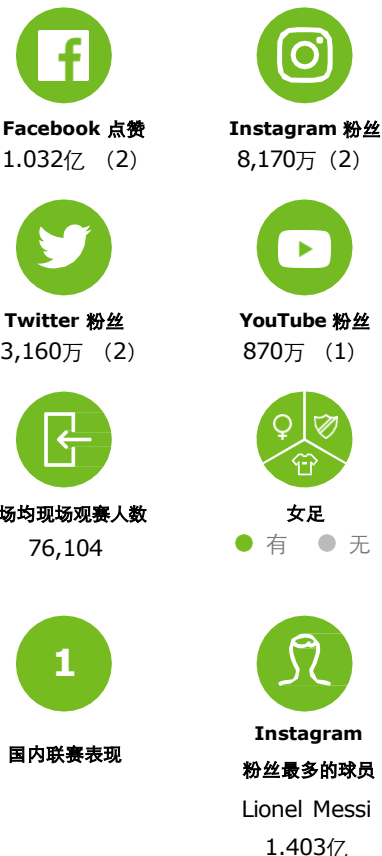 Facebook 点赞
1.032亿 （2）
Instagram 粉丝
8,170万（2）
Twitter 粉丝
3,160万 （2）
YouTube 粉丝
870万 （1）
场均现场观赛人数
76,104
女足
有 无
1
国内联赛表现
Instagram
粉丝最多的球员
Lionel Messi
1.403亿